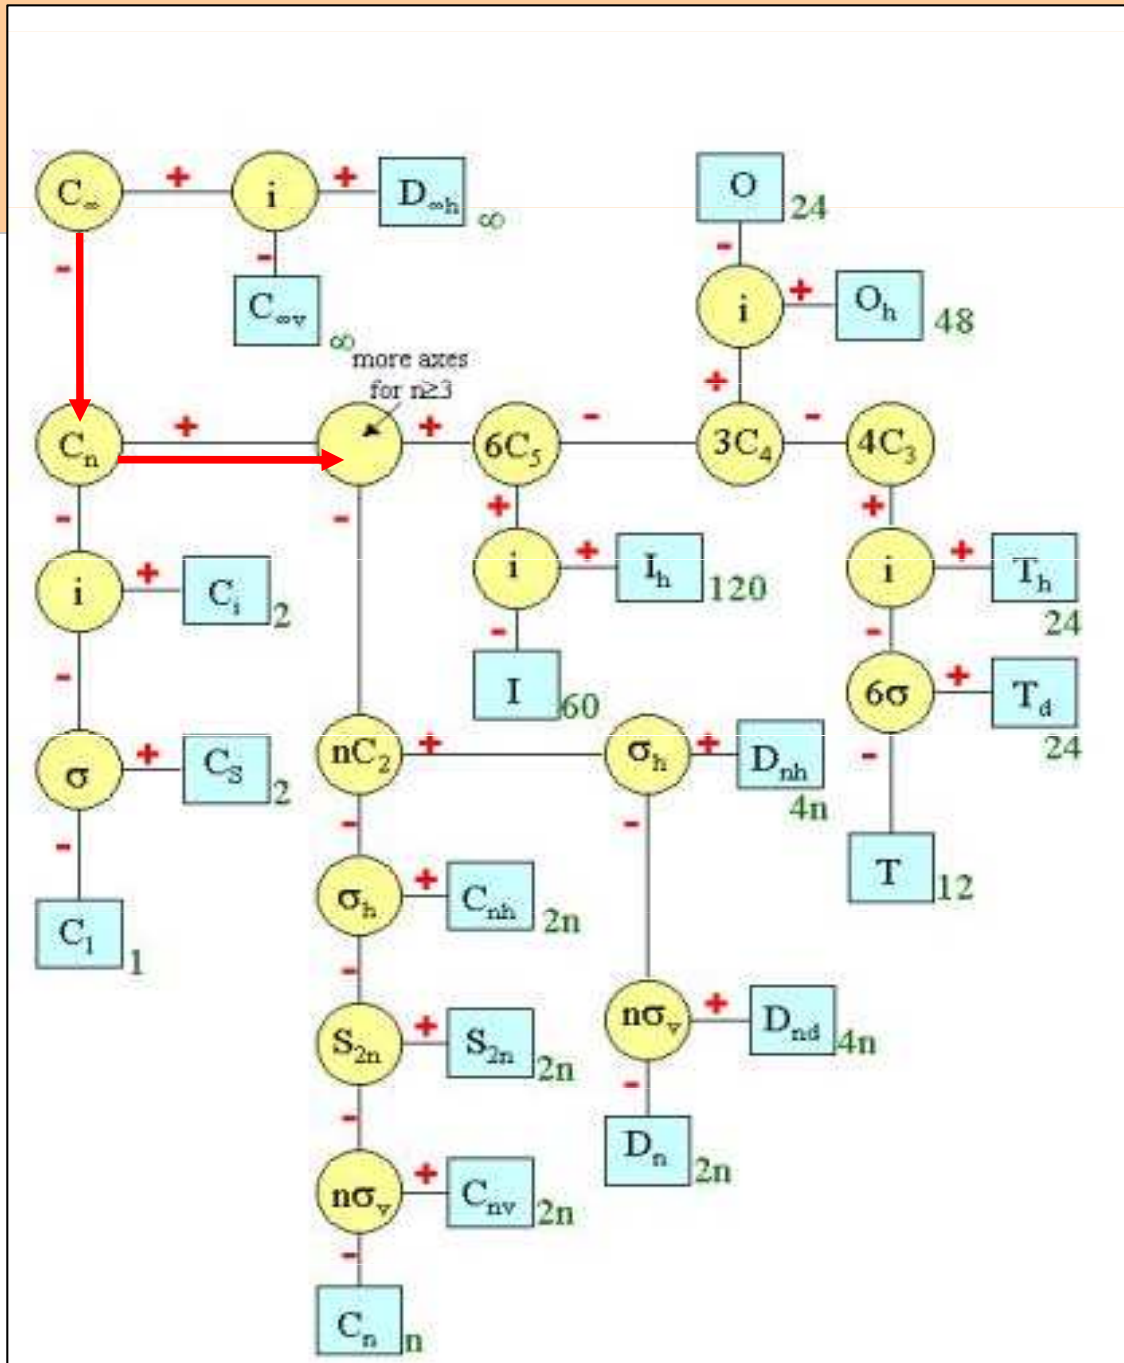 C∞ + i + D∞h ∞
-
-
C∞v ∞
O 24
-
i + Oh 48
+
more axes
for n≥3
Cn + + 6C5 - 3C4 - 4C3
-
-
+
+
i + Ci 2
i + Ih 120
i + Th 24
-
-
-
I 60
6σ + Td 24
σ + CS 2
nC2 + σh + Dnh 4n
-
-
-
-
C1 1
σh + Cnh 2n
T 12
-
S2n + S2n 2n
nσv + Dnd 4n
-
-
nσv + Cnv 2n
Dn 2n
-
Cn n